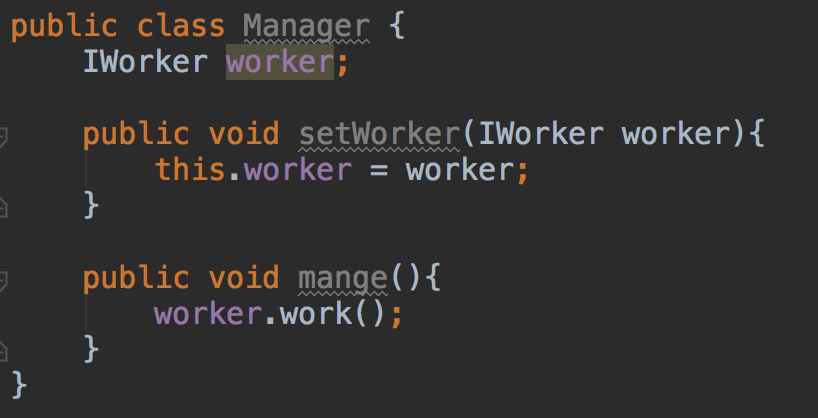 public class Manager {
    IWorker worker;

    public void setWorker(IWorker worker){
        this.worker = worker;
    }

    public void mange(){
        worker.work();
    }
}